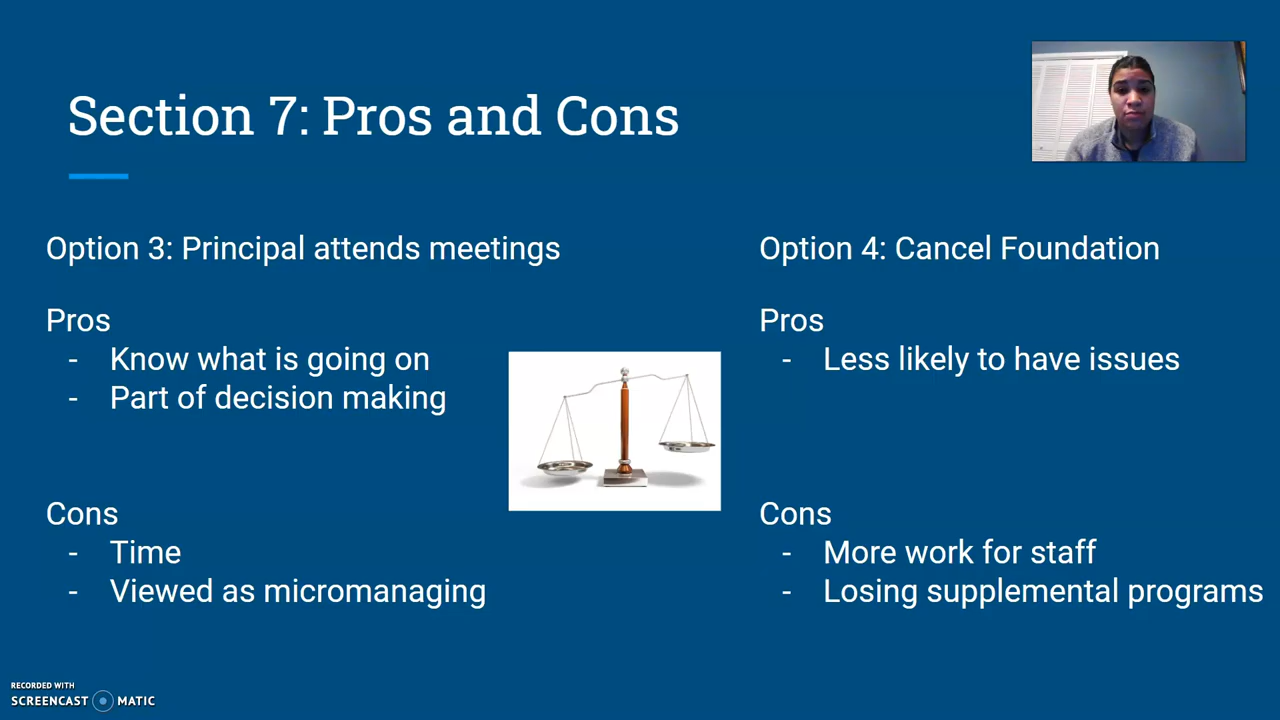 Section 7: Pros and Cons
Option 3: Principal attends meetings
Pros
- Know what is going on
- Part of decision making
Cons
- Time
- Viewed as micromanaging
Option 4: Cancel Foundation
Pros
- Less likely to have issues
Cons
- More work for staff
- Losing supplemental programs
RECORDED WITH
SCREENCAST MATIC